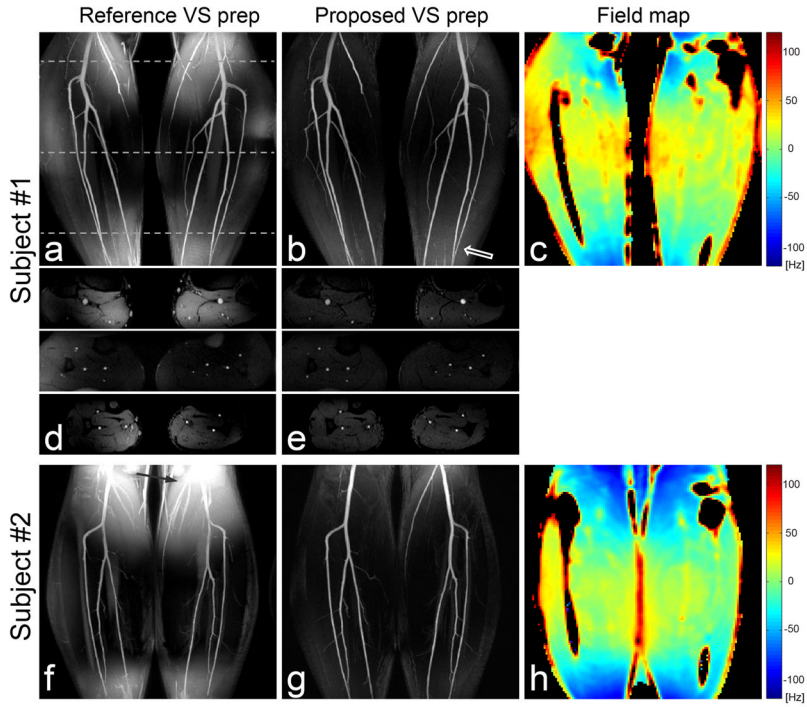 Reference VS prep
Proposed VS prep
Field map
Subject #1
a
b
c
100
50
0
-50
-100
[Hz]
d
e
Subject #2
f
g
h
100
50
0
-50
-100
[Hz]